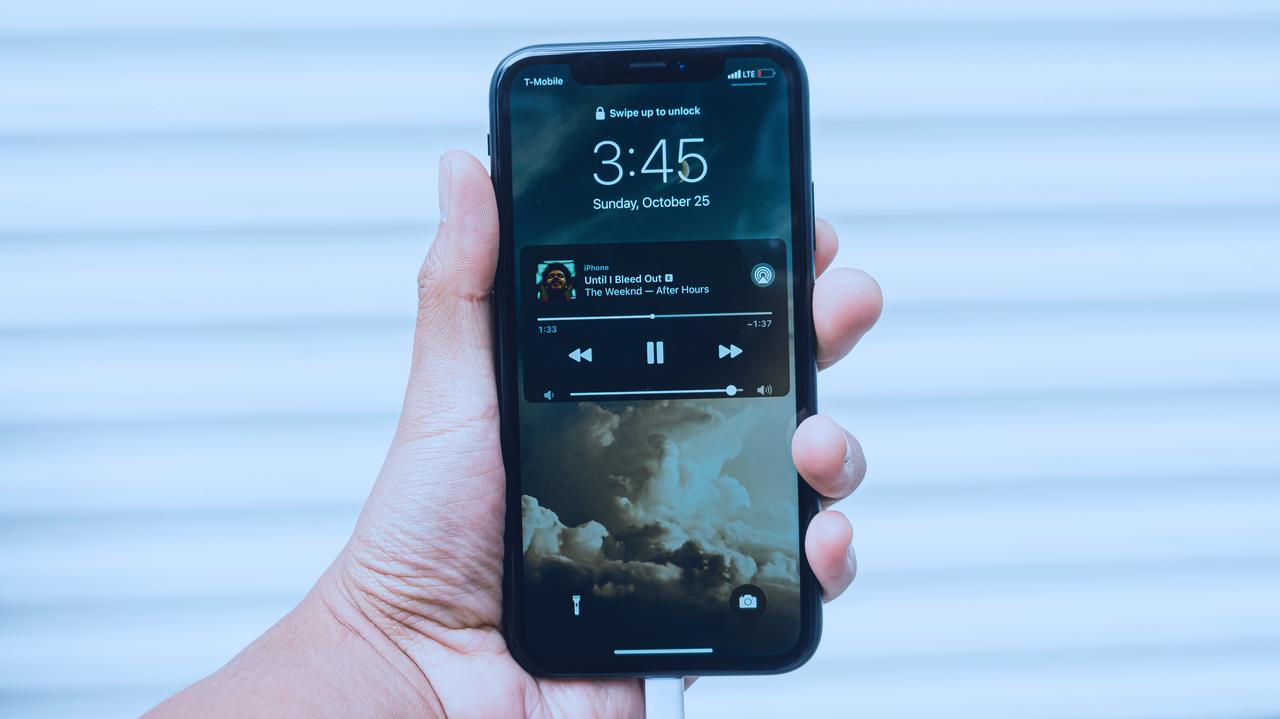 T-Mobile
LTE
Swipe up to unlock
3:45
Sunday, October 25
iPhone
Until I Bleed Out E
The Weeknd — After Hours
1:33
−1:37